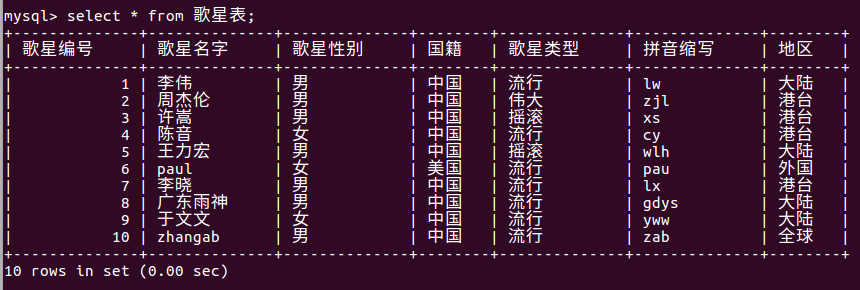 mysql> select * from 歌星表;
+--------------+--------------+--------------+--------+--------------+--------------+--------+
| 歌星编号 | 歌星名字 | 歌星性别 | 国籍 | 歌星类型 | 拼音缩写 | 地区 |
+--------------+--------------+--------------+--------+--------------+--------------+--------+
| 1 | 李伟 | 男 | 中国 | 流行 | lw | 大陆 |
| 2 | 周杰伦 | 男 | 中国 | 伟大 | zjl | 港台 |
| 3 | 许嵩 | 男 | 中国 | 摇滚 | xs | 港台 |
| 4 | 陈音 | 女 | 中国 | 流行 | cy | 港台 |
| 5 | 王力宏 | 男 | 中国 | 摇滚 | wlh | 大陆 |
| 6 | paul | 女 | 美国 | 流行 | pau | 外国 |
| 7 | 李晓 | 男 | 中国 | 流行 | lx | 港台 |
| 8 | 广东雨神 | 男 | 中国 | 流行 | gdys | 大陆 |
| 9 | 于文文 | 女 | 中国 | 流行 | yww | 大陆 |
| 10 | zhangab | 男 | 中国 | 流行 | zab | 全球 |
+--------------+--------------+--------------+--------+--------------+--------------+--------+
10 rows in set (0.00 sec)